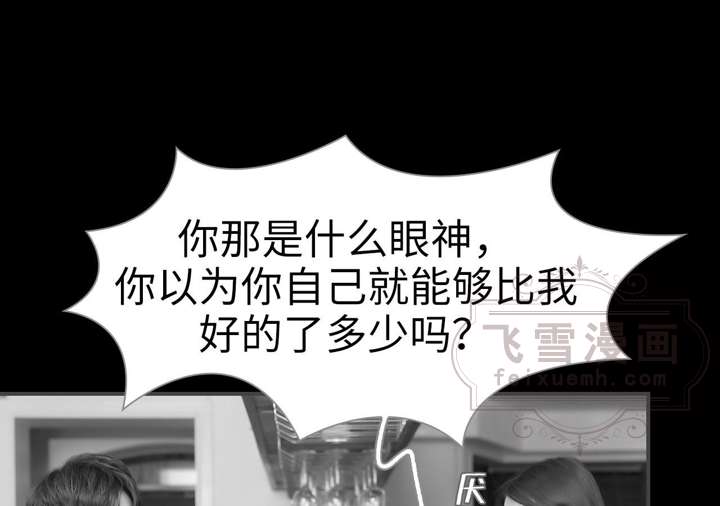 你那是什么眼神，
你以为你自己就能够比我
好的了多少吗？
飞雪漫画
feixuemh.com
厌